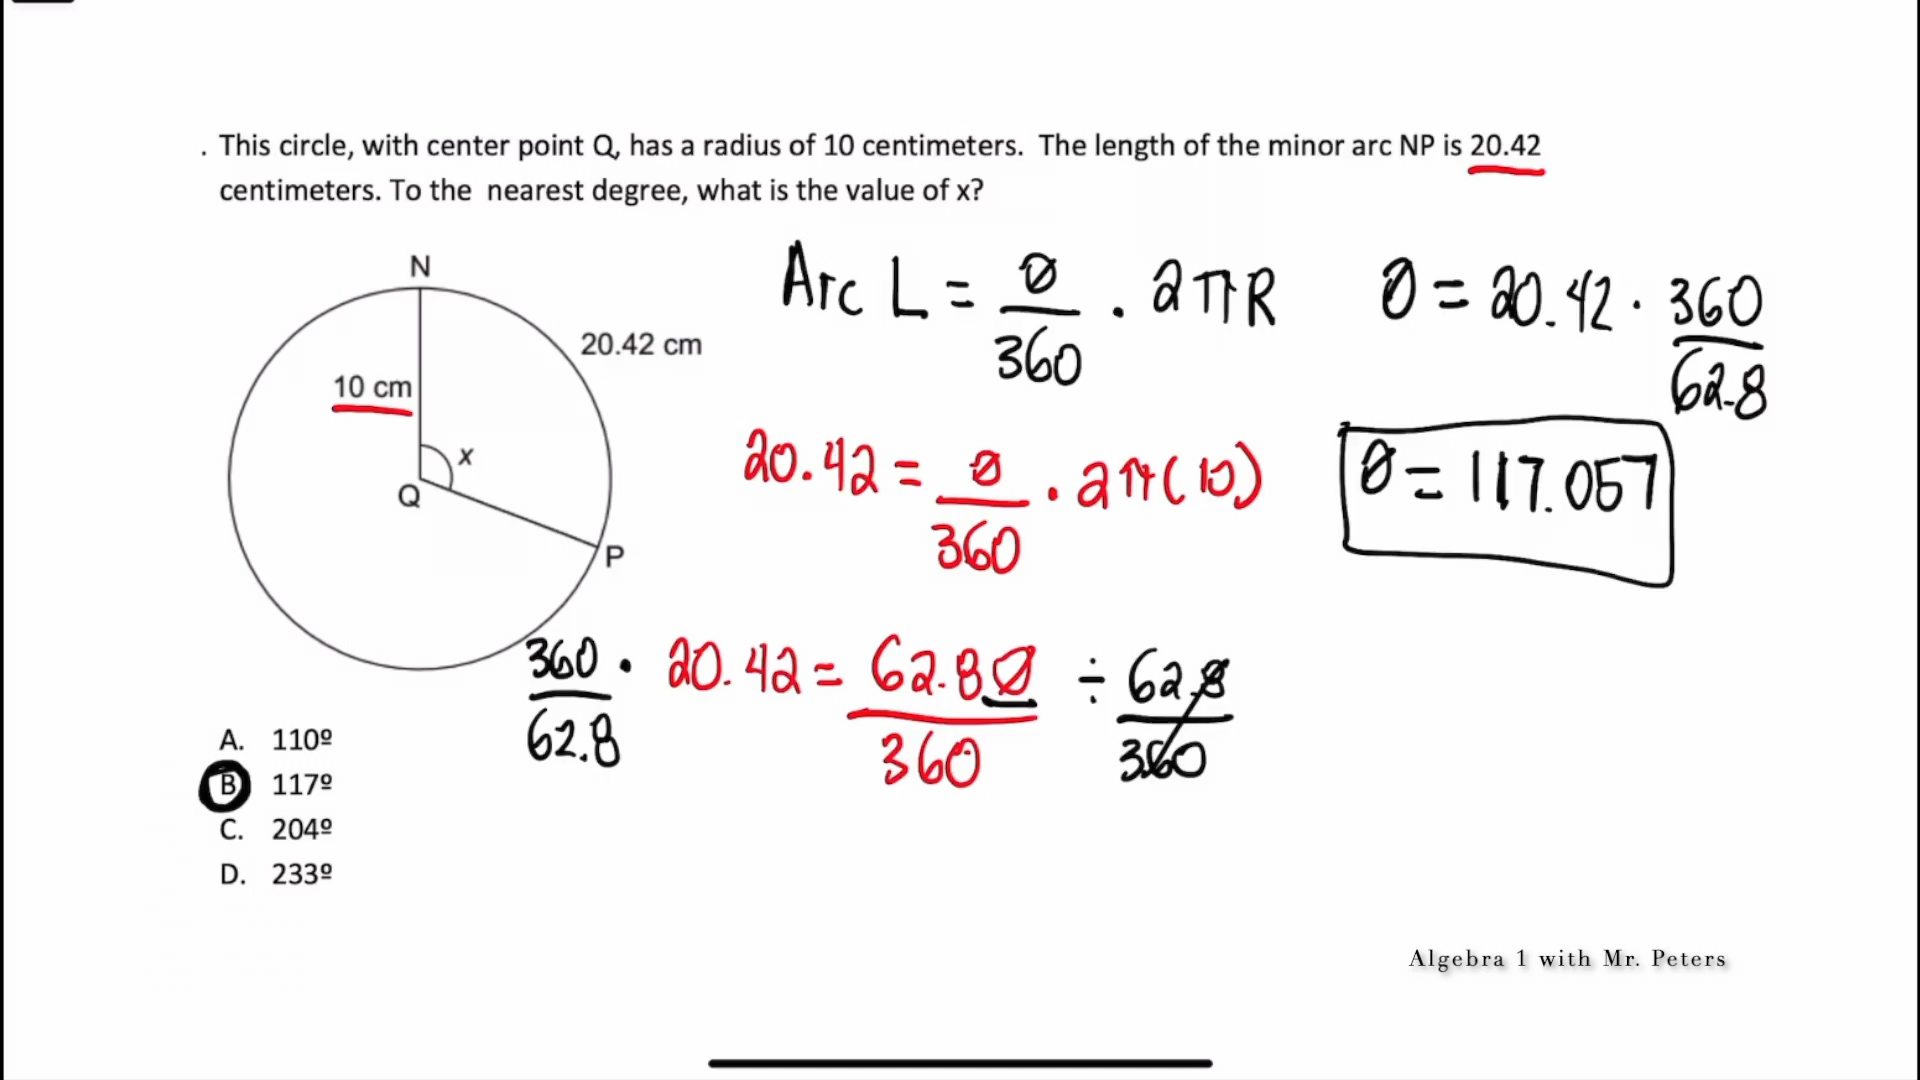 . This circle, with center point Q, has a radius of 10 centimeters. The length of the minor arc NP is 20.42
centimeters. To the nearest degree, what is the value of x?
N
20.42 cm
10 cm
x
Q
P
Arc L = θ/360 · 2πR
20.42 = θ/360 · 2π(10)
360/62.8 · 20.42 = 62.8θ/360 ÷ 62.8/360
θ = 20.42 · 360/62.8
θ = 117.057
A. 110º
B 117º
C. 204º
D. 233º
Algebra 1 with Mr. Peters